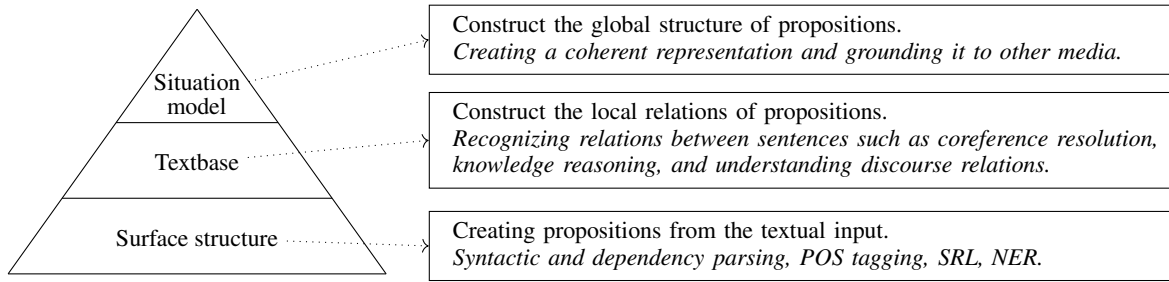 Situation
model
Construct the global structure of propositions.
Creating a coherent representation and grounding it to other media.
Textbase
Construct the local relations of propositions.
Recognizing relations between sentences such as coreference resolution,
knowledge reasoning, and understanding discourse relations.
Surface structure
Creating propositions from the textual input.
Syntactic and dependency parsing, POS tagging, SRL, NER.